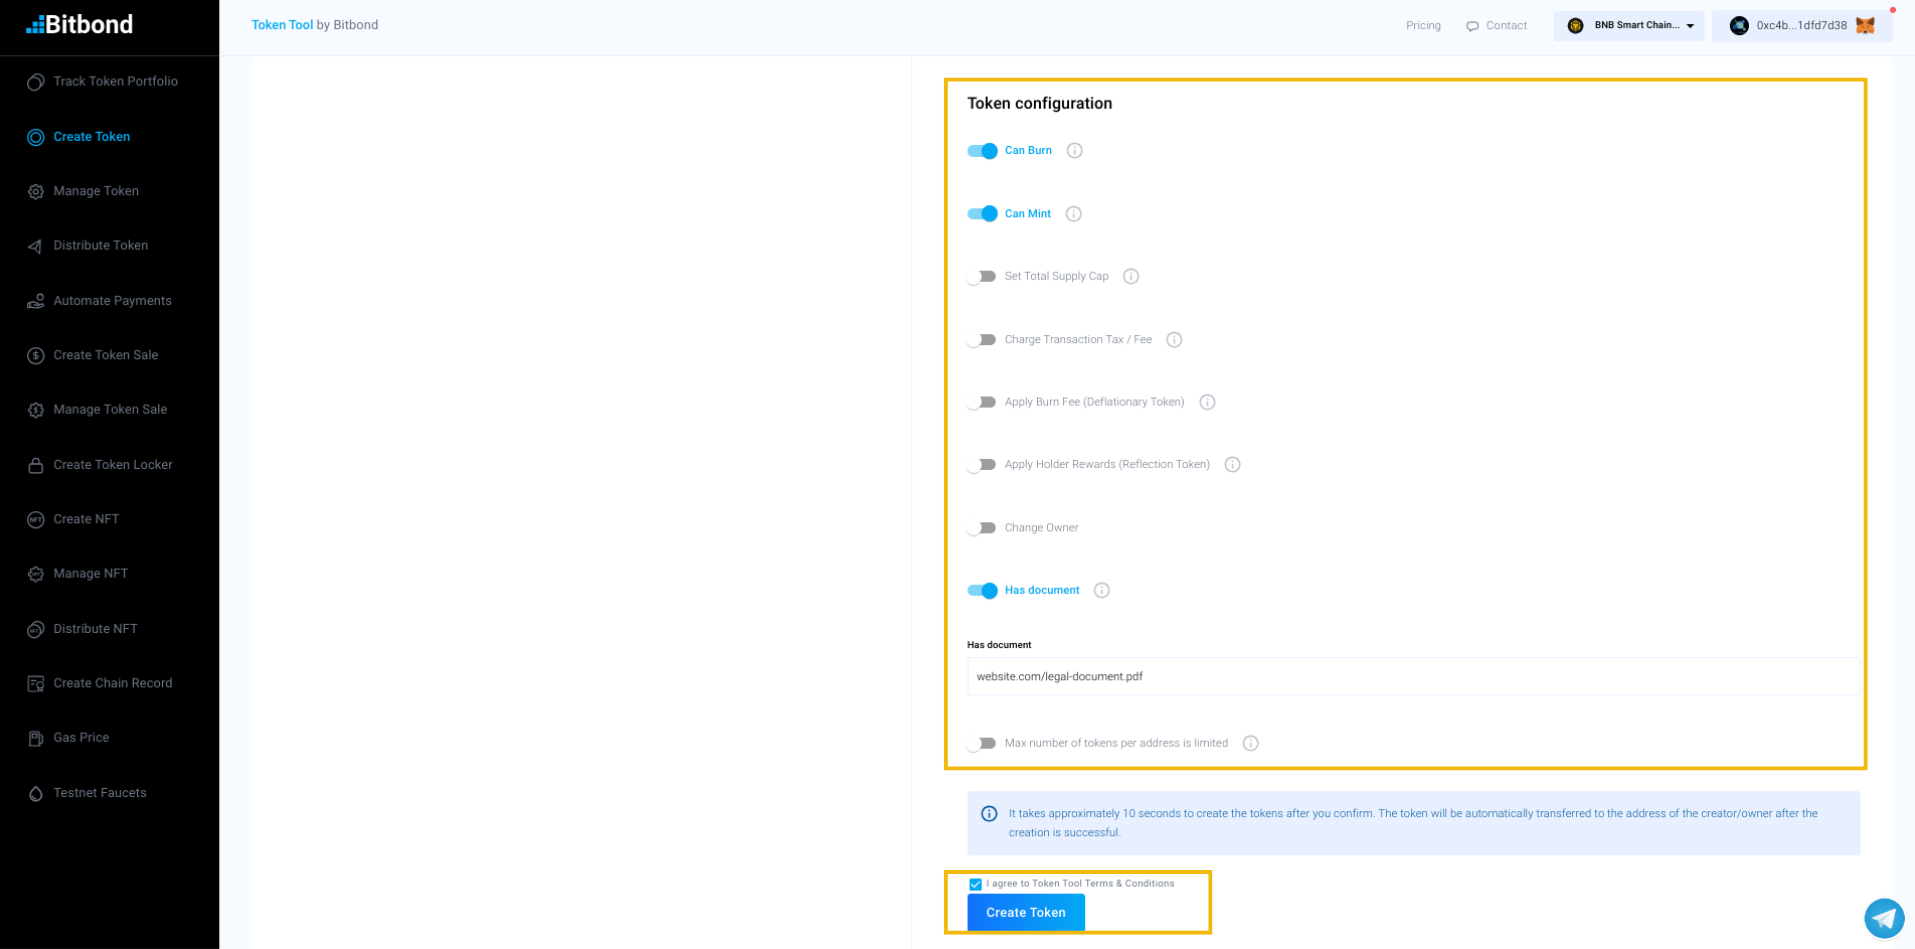 Bitbond
Token Tool by Bitbond
Pricing
Contact
BNB Smart Chain...
0xc4b...1dfd7d38
Track Token Portfolio
Create Token
Manage Token
Distribute Token
Automate Payments
Create Token Sale
Manage Token Sale
Create Token Locker
Create NFT
Manage NFT
Distribute NFT
Create Chain Record
Gas Price
Testnet Faucets
Token configuration
Can Burn
Can Mint
Set Total Supply Cap
Charge Transaction Tax / Fee
Apply Burn Fee (Deflationary Token)
Apply Holder Rewards (Reflection Token)
Change Owner
Has document
Has document
website.com/legal-document.pdf
Max number of tokens per address is limited
It takes approximately 10 seconds to create the tokens after you confirm. The token will be automatically transferred to the address of the creator/owner after the
creation is successful.
I agree to Token Tool Terms & Conditions
Create Token